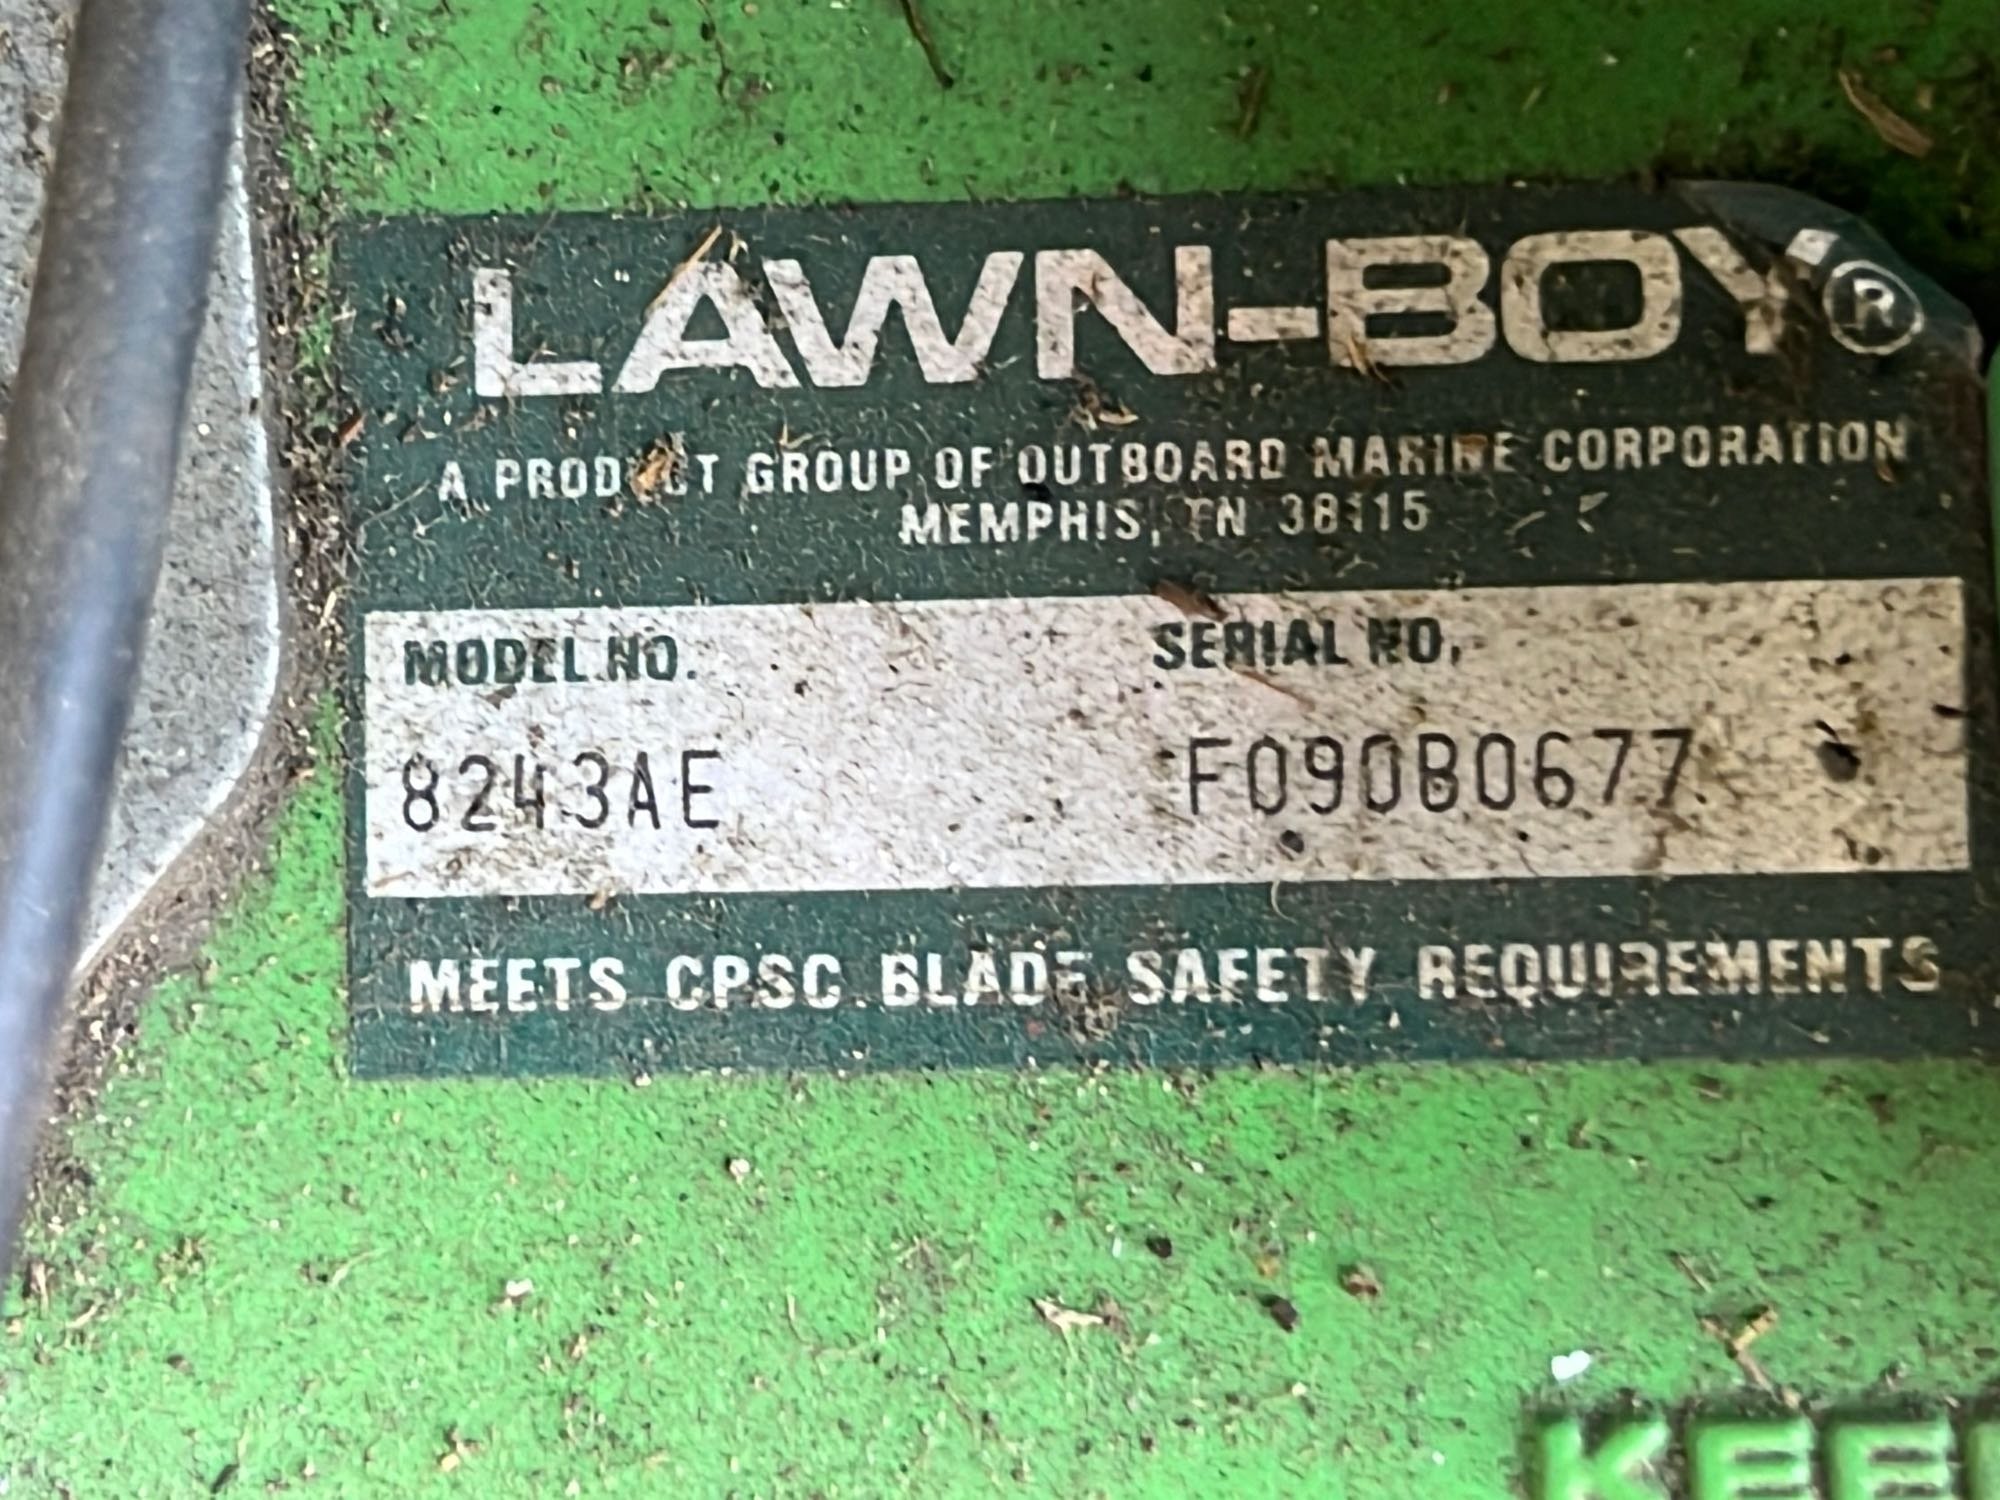 LAWN-BOY®
A PRODUCT GROUP OF OUTBOARD MARINE CORPORATION
MEMPHIS, TN 38115
MODEL NO. SERIAL NO.
8243AE F090B0677
MEETS CPSC BLADE SAFETY REQUIREMENTS